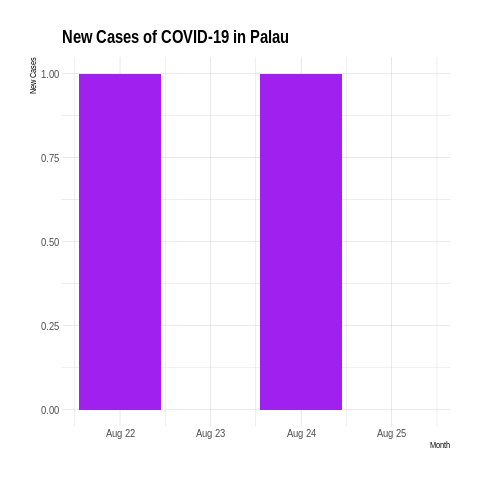 New Cases of COVID-19 in Palau
New Cases
1.00
0.75
0.50
0.25
0.00
Aug 22 Aug 23 Aug 24 Aug 25
Month